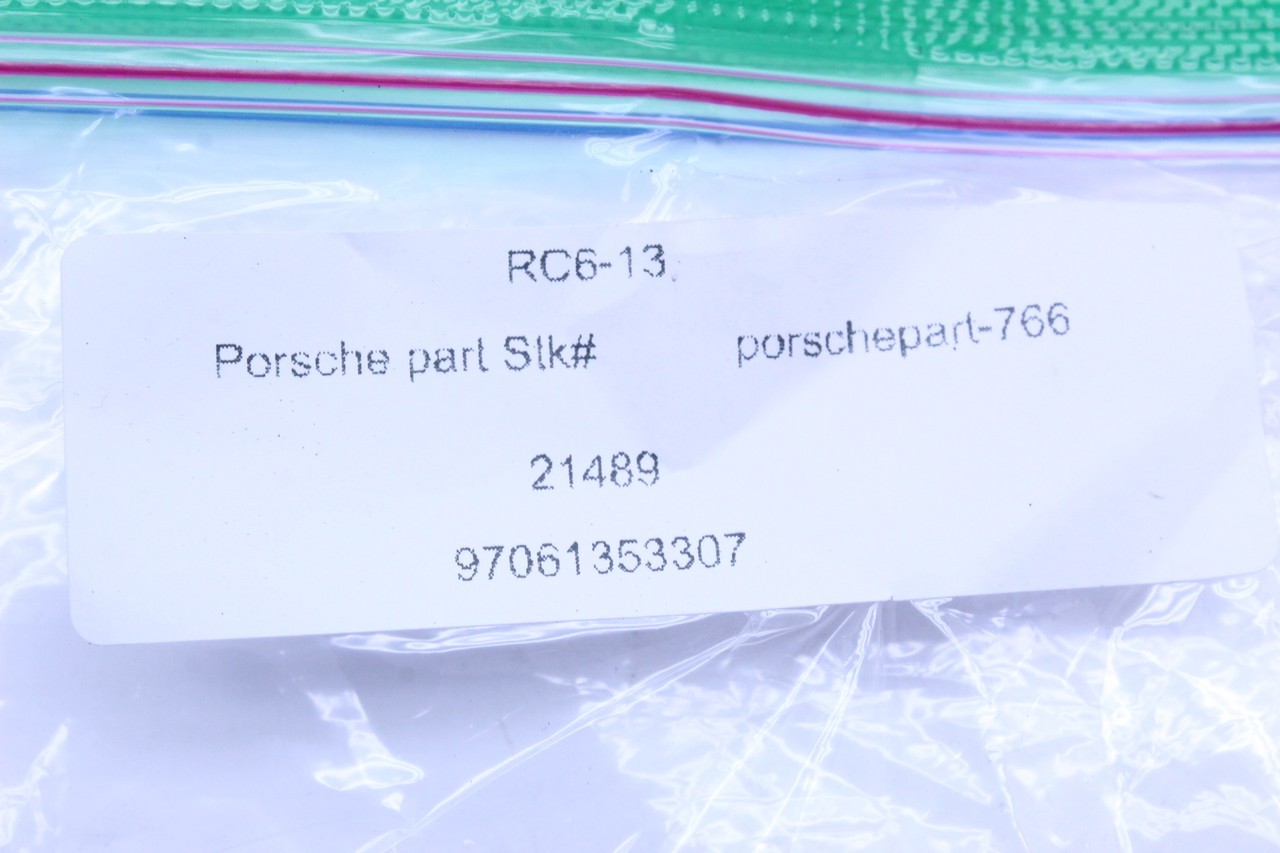 RC6-13
Porsche part Stk# porschepart-766
21489
97061353307